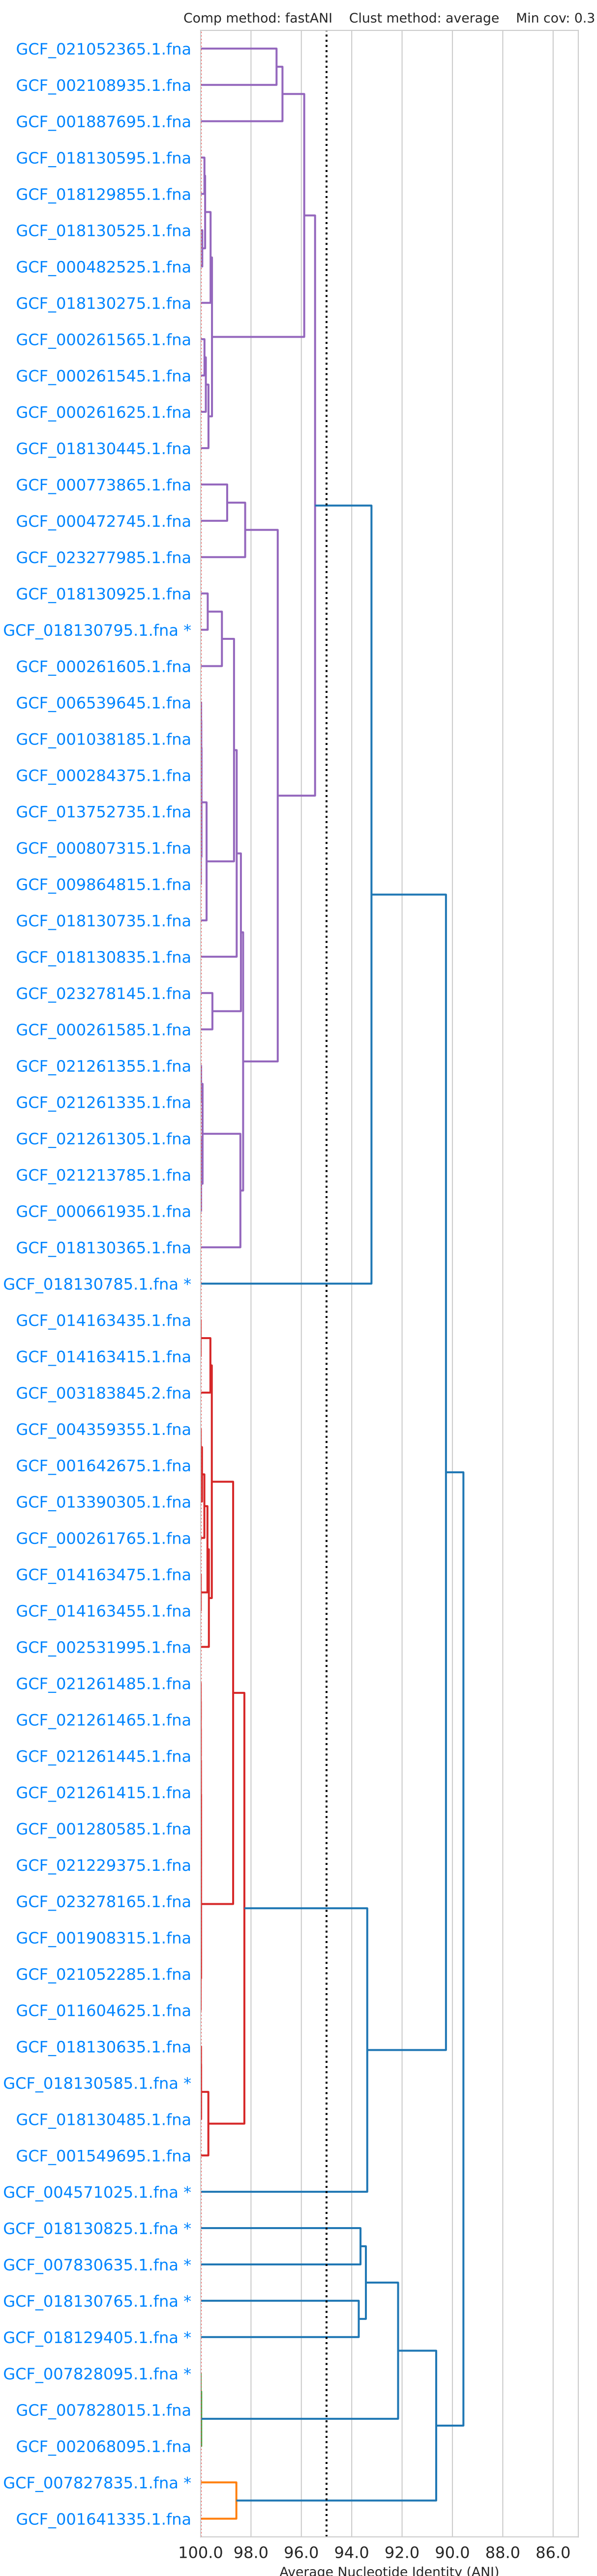 Comp method: fastANI    Clust method: average    Min cov: 0.3
GCF_021052365.1.fna
GCF_002108935.1.fna
GCF_001887695.1.fna
GCF_018130595.1.fna
GCF_018129855.1.fna
GCF_018130525.1.fna
GCF_000482525.1.fna
GCF_018130275.1.fna
GCF_000261565.1.fna
GCF_000261545.1.fna
GCF_000261625.1.fna
GCF_018130445.1.fna
GCF_000773865.1.fna
GCF_000472745.1.fna
GCF_023277985.1.fna
GCF_018130925.1.fna
GCF_018130795.1.fna *
GCF_000261605.1.fna
GCF_006539645.1.fna
GCF_001038185.1.fna
GCF_000284375.1.fna
GCF_013752735.1.fna
GCF_000807315.1.fna
GCF_009864815.1.fna
GCF_018130735.1.fna
GCF_018130835.1.fna
GCF_023278145.1.fna
GCF_000261585.1.fna
GCF_021261355.1.fna
GCF_021261335.1.fna
GCF_021261305.1.fna
GCF_021213785.1.fna
GCF_000661935.1.fna
GCF_018130365.1.fna
GCF_018130785.1.fna *
GCF_014163435.1.fna
GCF_014163415.1.fna
GCF_003183845.2.fna
GCF_004359355.1.fna
GCF_001642675.1.fna
GCF_013390305.1.fna
GCF_000261765.1.fna
GCF_014163475.1.fna
GCF_014163455.1.fna
GCF_002531995.1.fna
GCF_021261485.1.fna
GCF_021261465.1.fna
GCF_021261445.1.fna
GCF_021261415.1.fna
GCF_001280585.1.fna
GCF_021229375.1.fna
GCF_023278165.1.fna
GCF_001908315.1.fna
GCF_021052285.1.fna
GCF_011604625.1.fna
GCF_018130635.1.fna
GCF_018130585.1.fna *
GCF_018130485.1.fna
GCF_001549695.1.fna
GCF_004571025.1.fna *
GCF_018130825.1.fna *
GCF_007830635.1.fna *
GCF_018130765.1.fna *
GCF_018129405.1.fna *
GCF_007828095.1.fna *
GCF_007828015.1.fna
GCF_002068095.1.fna
GCF_007827835.1.fna *
GCF_001641335.1.fna
100.0 98.0 96.0 94.0 92.0 90.0 88.0 86.0
Average Nucleotide Identity (ANI)